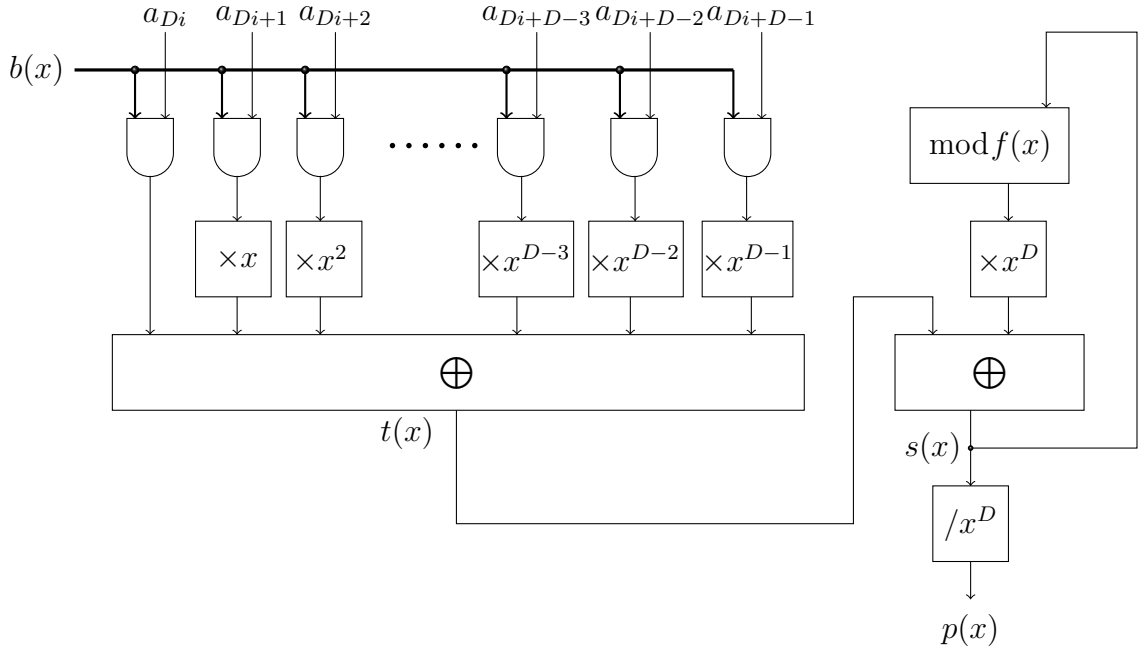 a_{Di} a_{Di+1} a_{Di+2} a_{Di+D−3} a_{Di+D−2} a_{Di+D−1}
b(x)
...... mod f(x)
×x ×x^2 ×x^{D−3} ×x^{D−2} ×x^{D−1} ×x^D
⊕ ⊕
t(x) s(x)
/x^D
p(x)